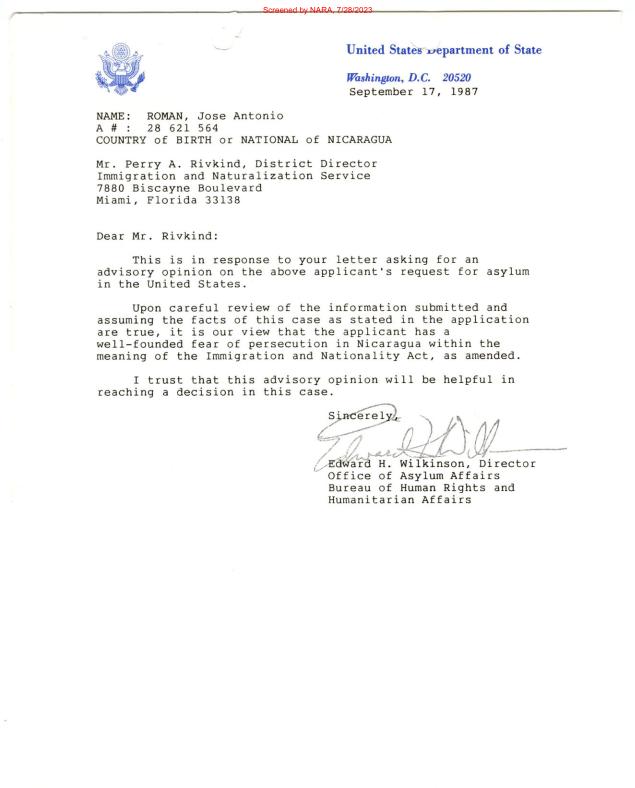 Screened by NARA, 7/28/2023
United States Department of State
Washington, D.C. 20520
September 17, 1987
NAME: ROMAN, Jose Antonio
A # : 28 621 564
COUNTRY of BIRTH or NATIONAL of NICARAGUA
Mr. Perry A. Rivkind, District Director
Immigration and Naturalization Service
7880 Biscayne Boulevard
Miami, Florida 33138
Dear Mr. Rivkind:
This is in response to your letter asking for an
advisory opinion on the above applicant's request for asylum
in the United States.
Upon careful review of the information submitted and
assuming the facts of this case as stated in the application
are true, it is our view that the applicant has a
well-founded fear of persecution in Nicaragua within the
meaning of the Immigration and Nationality Act, as amended.
I trust that this advisory opinion will be helpful in
reaching a decision in this case.
Sincerely,
Edward H. Wilkinson, Director
Office of Asylum Affairs
Bureau of Human Rights and
Humanitarian Affairs